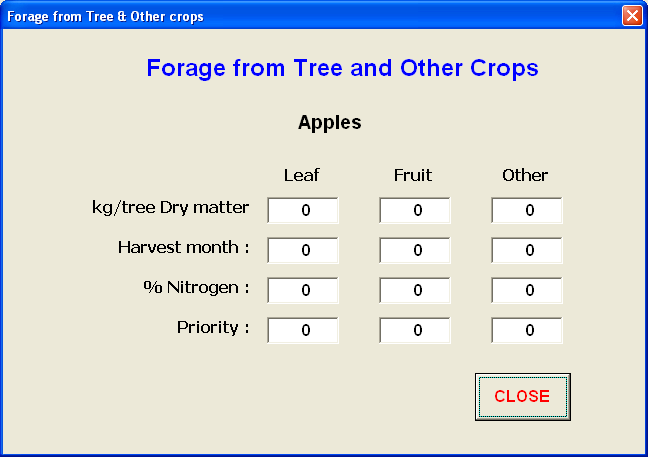 Forage from Tree & Other crops
Forage from Tree and Other Crops
Apples
Leaf Fruit Other
kg/tree Dry matter 0 0 0
Harvest month : 0 0 0
% Nitrogen : 0 0 0
Priority : 0 0 0
CLOSE